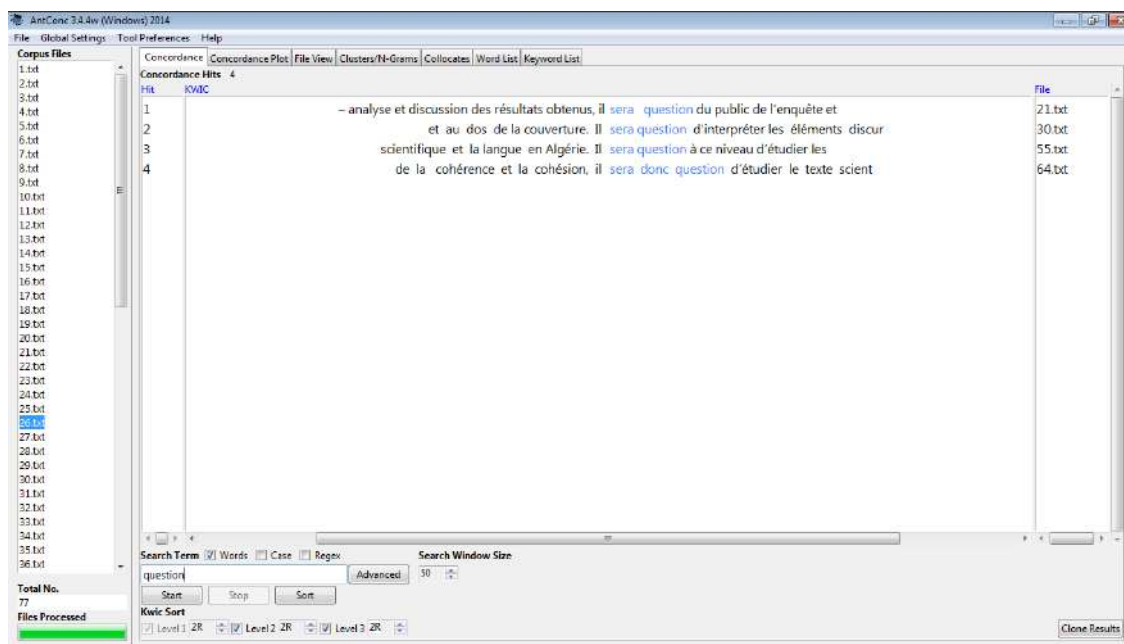 AntConc 3.4.4w (Windows) 2014
File Global Settings Tool Preferences Help
Corpus Files
1.txt
2.txt
3.txt
4.txt
5.txt
6.txt
7.txt
8.txt
9.txt
10.txt
11.txt
12.txt
13.txt
14.txt
15.txt
16.txt
17.txt
18.txt
19.txt
20.txt
21.txt
22.txt
23.txt
24.txt
25.txt
26.txt
27.txt
28.txt
29.txt
30.txt
31.txt
32.txt
33.txt
34.txt
35.txt
36.txt
Total No.
77
Files Processed
Concordance Concordance Plot File View Clusters/N-Grams Collocates Word List Keyword List
Concordance Hits 4
Hit KWIC File
1 – analyse et discussion des résultats obtenus, il sera question du public de l'enquête et 21.txt
2 et au dos de la couverture. Il sera question d'interpréter les éléments discur 30.txt
3 scientifique et la langue en Algérie. Il sera question à ce niveau d'étudier les 55.txt
4 de la cohérence et la cohésion, il sera donc question d'étudier le texte scient 64.txt
Search Term Words Case Regex Search Window Size
question Advanced 50
Start Stop Sort
Kwic Sort
Level 1 2R Level 2 2R Level 3 2R Clone Results